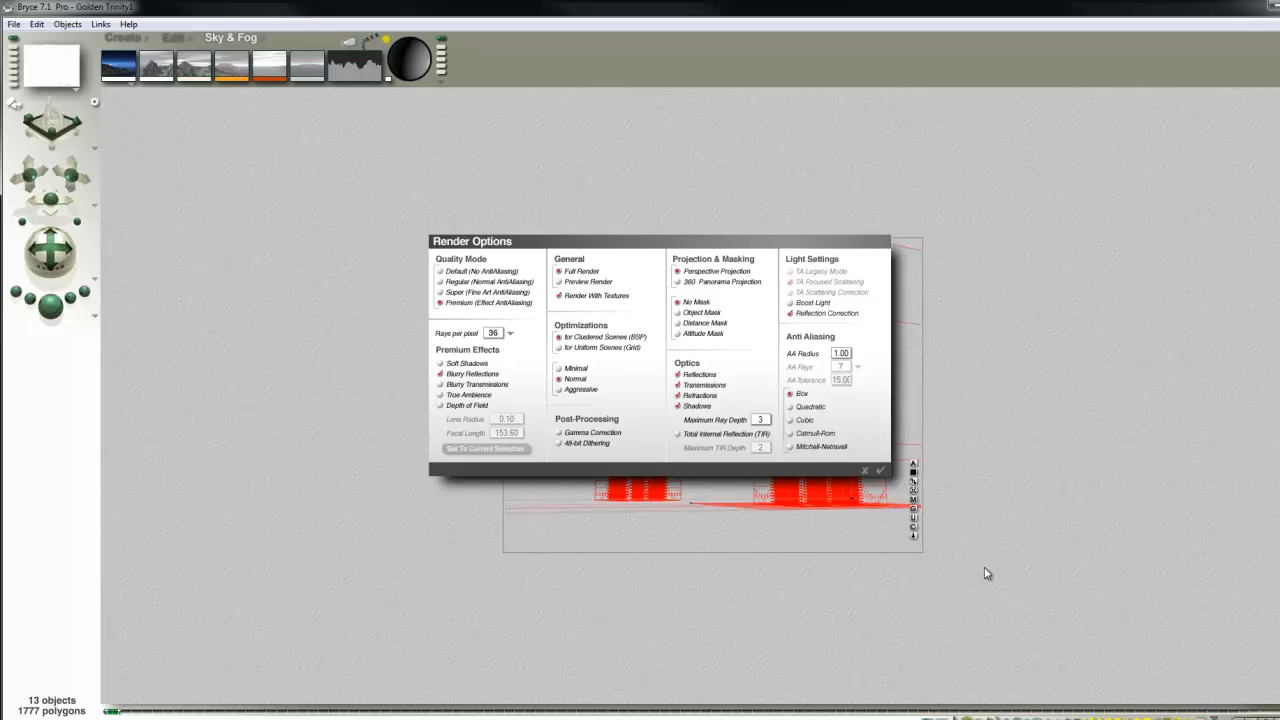 Bryce 7.1 Pro - Golden Trinity1
File Edit Objects Links Help
Create Edit Sky & Fog
Render Options
Quality Mode
Default (No AntiAliasing)
Regular (Normal AntiAliasing)
Super (Fine Art AntiAliasing)
Premium (Effect AntiAliasing)
Rays per pixel 36
Premium Effects
Soft Shadows
Blurry Reflections
Blurry Transmissions
True Ambience
Depth of Field
Lens Radius 0.10
Focal Length 153.60
Set To Current Selection
General
Full Render
Preview Render
Render With Textures
Optimizations
for Clustered Scenes (BSP)
for Uniform Scenes (Grid)
Minimal
Normal
Aggressive
Post-Processing
Gamma Correction
48-bit Dithering
Projection & Masking
Perspective Projection
360 Panorama Projection
No Mask
Object Mask
Distance Mask
Altitude Mask
Optics
Reflections
Transmissions
Refractions
Shadows
Maximum Ray Depth 3
Total Internal Reflection (TIR)
Maximum TIR Depth 2
Light Settings
TA Legacy Mode
TA Focused Scattering
TA Scattering Correction
Boost Light
Reflection Correction
Anti Aliasing
AA Radius 1.00
AA Rays 7
AA Tolerance 15.00
Box
Quadratic
Cubic
Catmull-Rom
Mitchell-Netravali
A
M
G
U
C
13 objects
1777 polygons